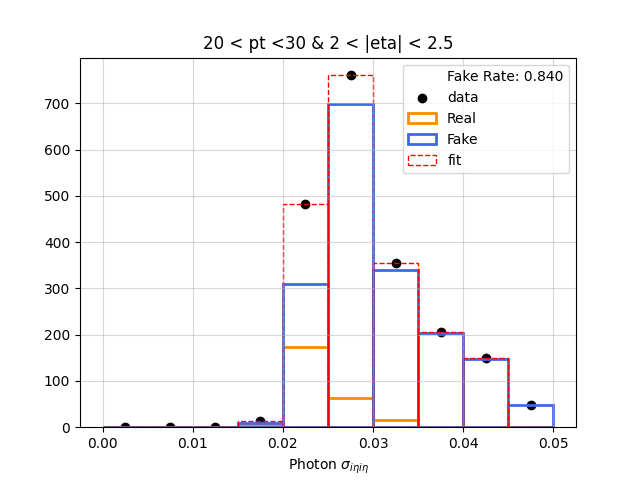 20 < pt <30 & 2 < |eta| < 2.5
Fake Rate: 0.840
data
Real
Fake
fit
700
600
500
400
300
200
100
0
0.00 0.01 0.02 0.03 0.04 0.05
Photon σiηiη